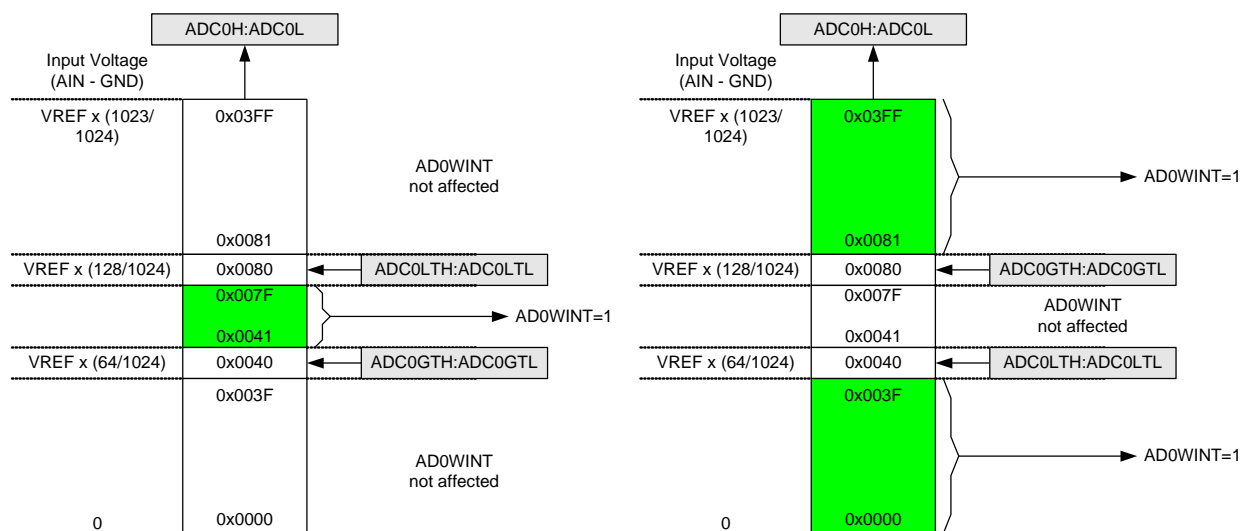 ADC0H:ADC0L
Input Voltage
(AIN - GND)
VREF x (1023/
1024)
0x03FF
AD0WINT
not affected
0x0081
VREF x (128/1024)
0x0080
ADC0LTH:ADC0LTL
0x007F
AD0WINT=1
0x0041
VREF x (64/1024)
0x0040
ADC0GTH:ADC0GTL
0x003F
AD0WINT
not affected
0
0x0000
ADC0H:ADC0L
Input Voltage
(AIN - GND)
VREF x (1023/
1024)
0x03FF
AD0WINT=1
0x0081
VREF x (128/1024)
0x0080
ADC0GTH:ADC0GTL
0x007F
AD0WINT
not affected
0x0041
VREF x (64/1024)
0x0040
ADC0LTH:ADC0LTL
0x003F
AD0WINT=1
0
0x0000